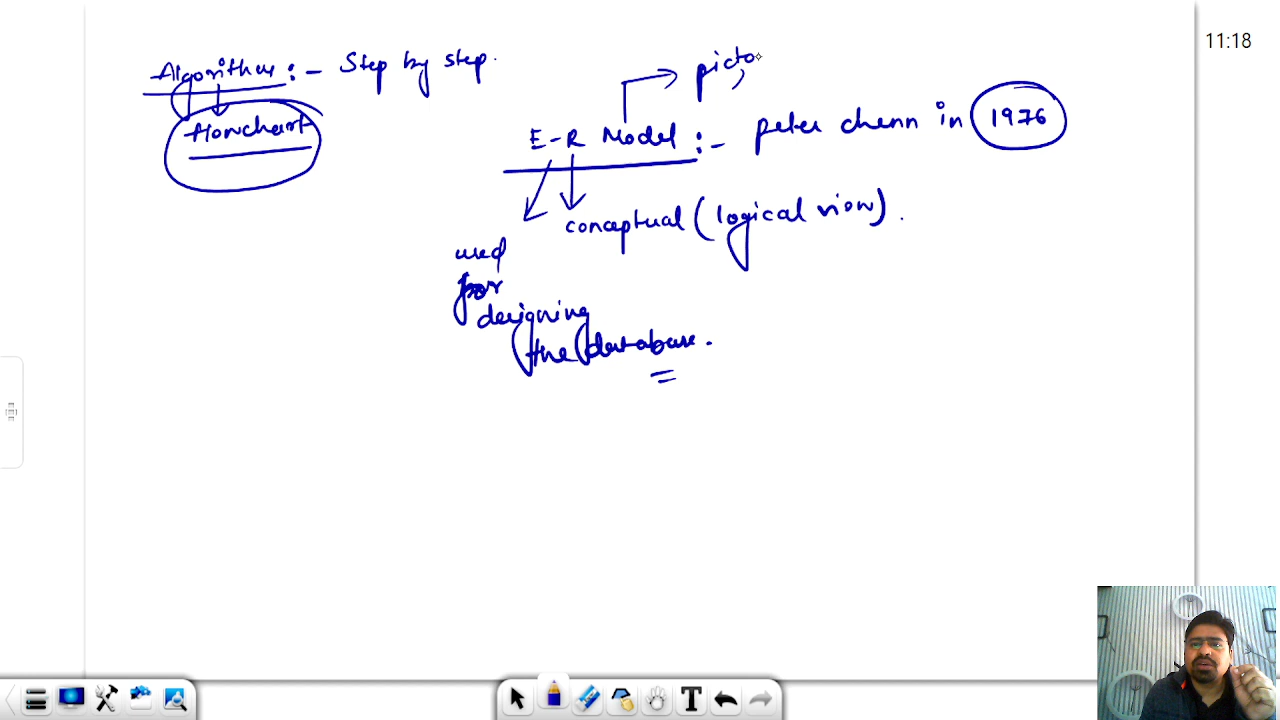 11:18
Algorithm :- Step by step.
Flowchart
picto
E-R Model :- peter chenn in 1976
conceptual (logical view).
used
for
designing
the database.
T